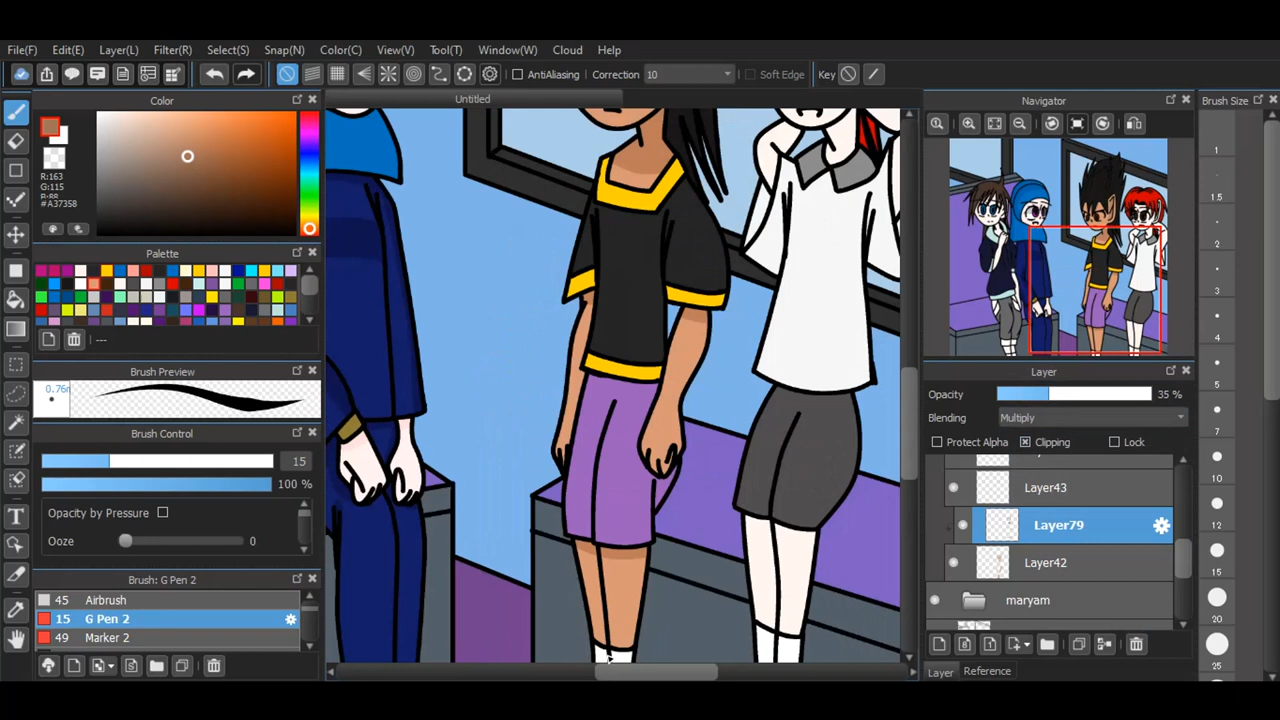 File(F) Edit(E) Layer(L) Filter(R) Select(S) Snap(N) Color(C) View(V) Tool(T) Window(W) Cloud Help
AntiAliasing Correction 10 Soft Edge Key
Color
Untitled
Navigator
Brush Size
R:163
G:115
B:88
#A37358
1
1.5
2
3
5
7
10
12
15
20
25
Palette
---
Brush Preview
Brush Control
15
100 %
Opacity by Pressure
Ooze 0
Brush: G Pen 2
45 Airbrush
15 G Pen 2
49 Marker 2
Layer
Opacity 35 %
Blending Multiply
Protect Alpha Clipping Lock
Layer43
Layer79
Layer42
maryam
Layer Reference